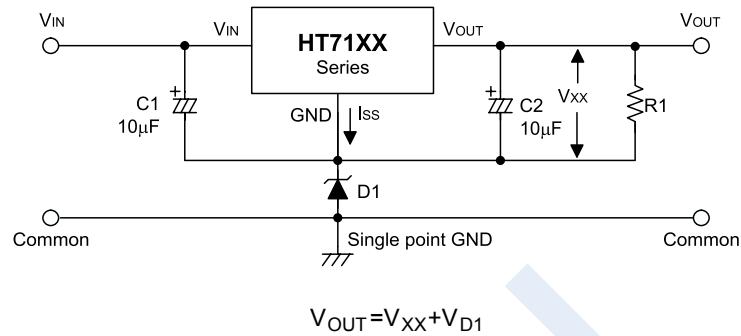 VIN
VIN
HT71XX
Series
VOUT
VOUT
C1
10μF
GND
ISS
C2
10μF
VXX
R1
D1
Common
Single point GND
Common
VOUT=VXX+VD1